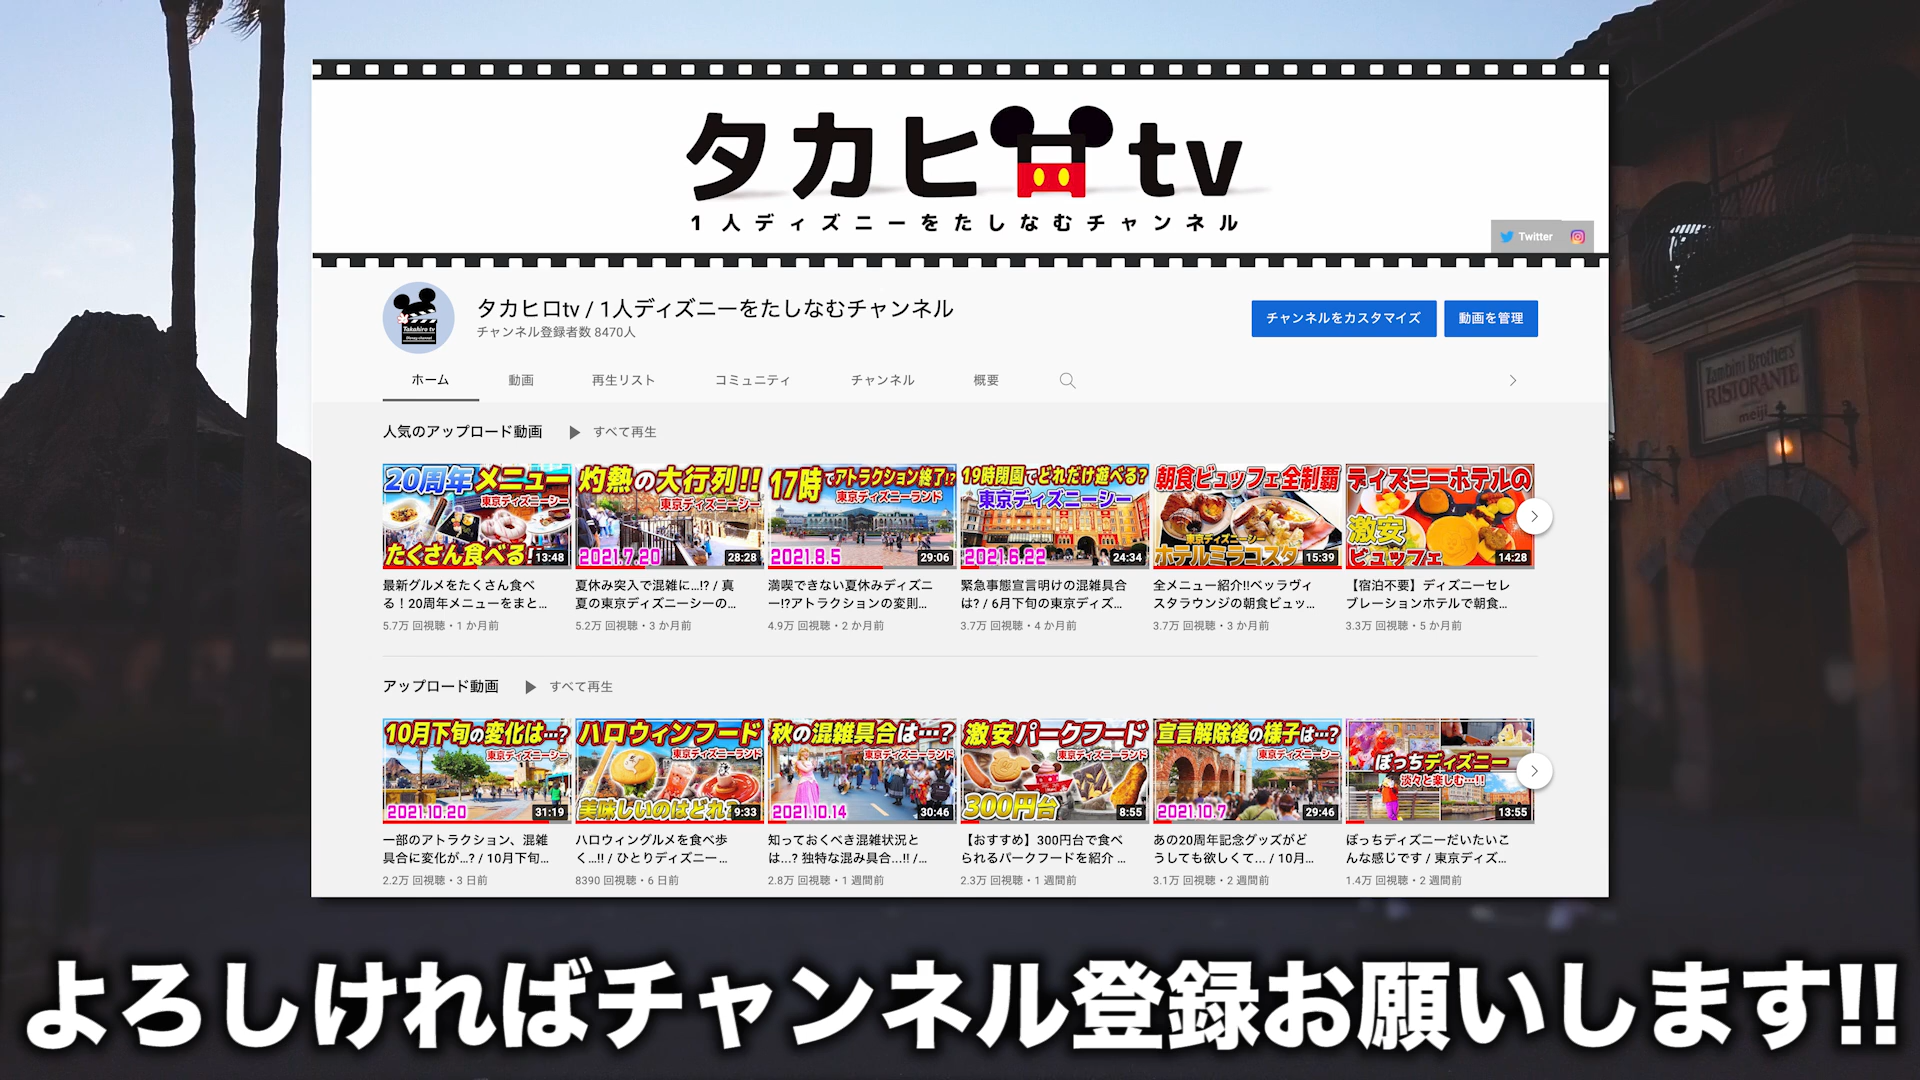 タカヒロtv
1人ディズニーをたしなむチャンネル
Twitter
タカヒロtv / 1人ディズニーをたしなむチャンネル
チャンネル登録者数 8470人
チャンネルをカスタマイズ
動画を管理
Takahiro tv
ホーム 動画 再生リスト コミュニティ チャンネル 概要
Zambini Brothers'
RISTORANTE
meiji
人気のアップロード動画 すべて再生
20周年メニュー
東京ディズニーシー
たくさん食べる!
13:48
灼熱の大行列!!
東京ディズニーシー
2021.7.20
28:28
17時でアトラクション終了!?
東京ディズニーランド
2021.8.5
29:06
19時閉園でどれだけ遊べる?
東京ディズニーシー
2021.6.22
24:34
朝食ビュッフェ全制覇
東京ディズニーシー
ホテルミラコスタ
15:39
ディズニーホテルの
激安
ビュッフェ
14:28
最新グルメをたくさん食べ
る！20周年メニューをまと...
5.7万 回視聴・1 か月前
夏休み突入で混雑に...!? / 真
夏の東京ディズニーシーの...
5.2万 回視聴・3 か月前
満喫できない夏休みディズニ
ー!?アトラクションの変則...
4.9万 回視聴・2 か月前
緊急事態宣言明けの混雑具合
は? / 6月下旬の東京ディズ...
3.7万 回視聴・4 か月前
全メニュー紹介!!ベッラヴィ
スタラウンジの朝食ビュッ...
3.7万 回視聴・3 か月前
【宿泊不要】ディズニーセレ
ブレーションホテルで朝食...
3.3万 回視聴・5 か月前
アップロード動画 すべて再生
10月下旬の変化は…?
東京ディズニーシー
2021.10.20
31:19
ハロウィンフード
東京ディズニーランド
美味しいのはどれ?
9:33
秋の混雑具合は…?
東京ディズニーランド
2021.10.14
30:46
激安パークフード
東京ディズニーランド
300円台
8:55
宣言解除後の様子は…?
東京ディズニーシー
2021.10.7
29:46
ぼっちディズニー
淡々と楽しむ…!!
13:55
一部のアトラクション、混雑
具合に変化が...? / 10月下旬...
2.2万 回視聴・3 日前
ハロウィングルメを食べ歩
く...!! / ひとりディズニー...
8390 回視聴・6 日前
知っておくべき混雑状況と
は...? 独特な混み具合...!! /...
2.8万 回視聴・1 週間前
【おすすめ】300円台で食べ
られるパークフードを紹介 ...
2.3万 回視聴・1 週間前
あの20周年記念グッズがど
うしても欲しくて... / 10月...
3.1万 回視聴・2 週間前
ぼっちディズニーだいたいこ
んな感じです / 東京ディズ...
1.4万 回視聴・2 週間前
よろしければチャンネル登録お願いします!!